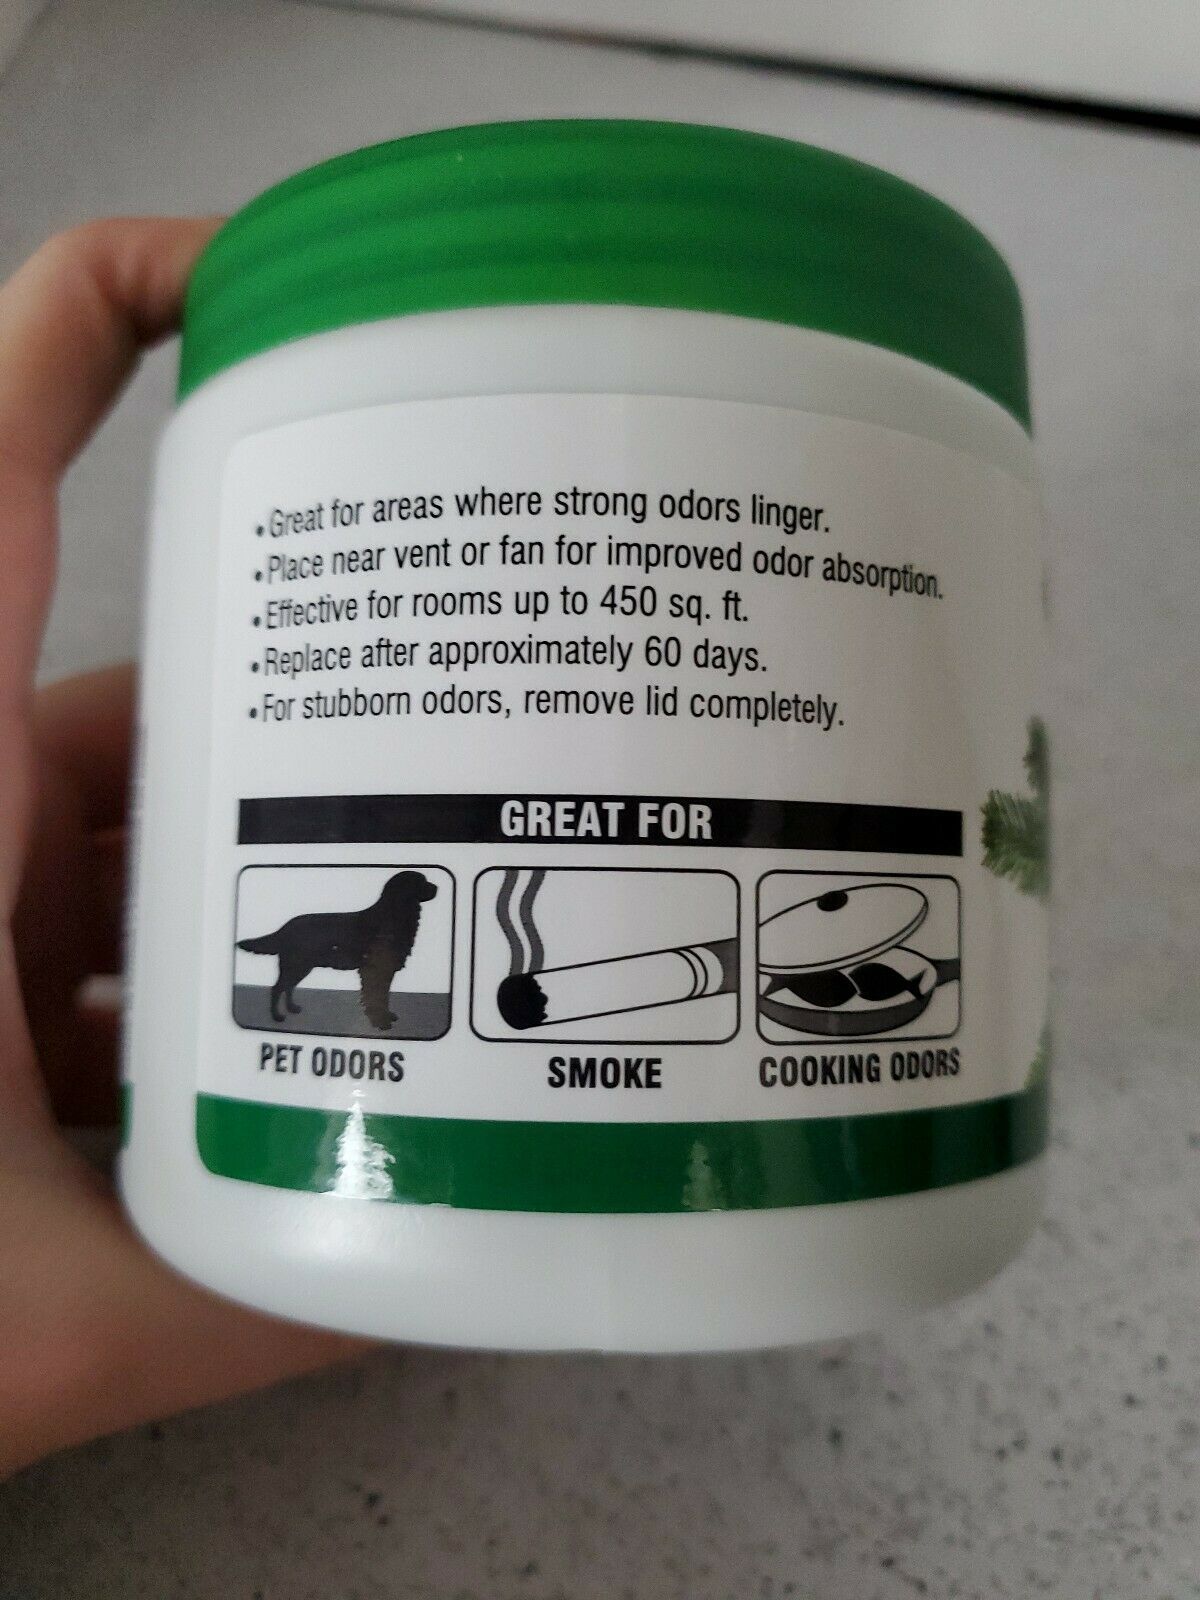 • Great for areas where strong odors linger.
• Place near vent or fan for improved odor absorption.
• Effective for rooms up to 450 sq. ft.
• Replace after approximately 60 days.
• For stubborn odors, remove lid completely.
GREAT FOR
PET ODORS SMOKE COOKING ODORS